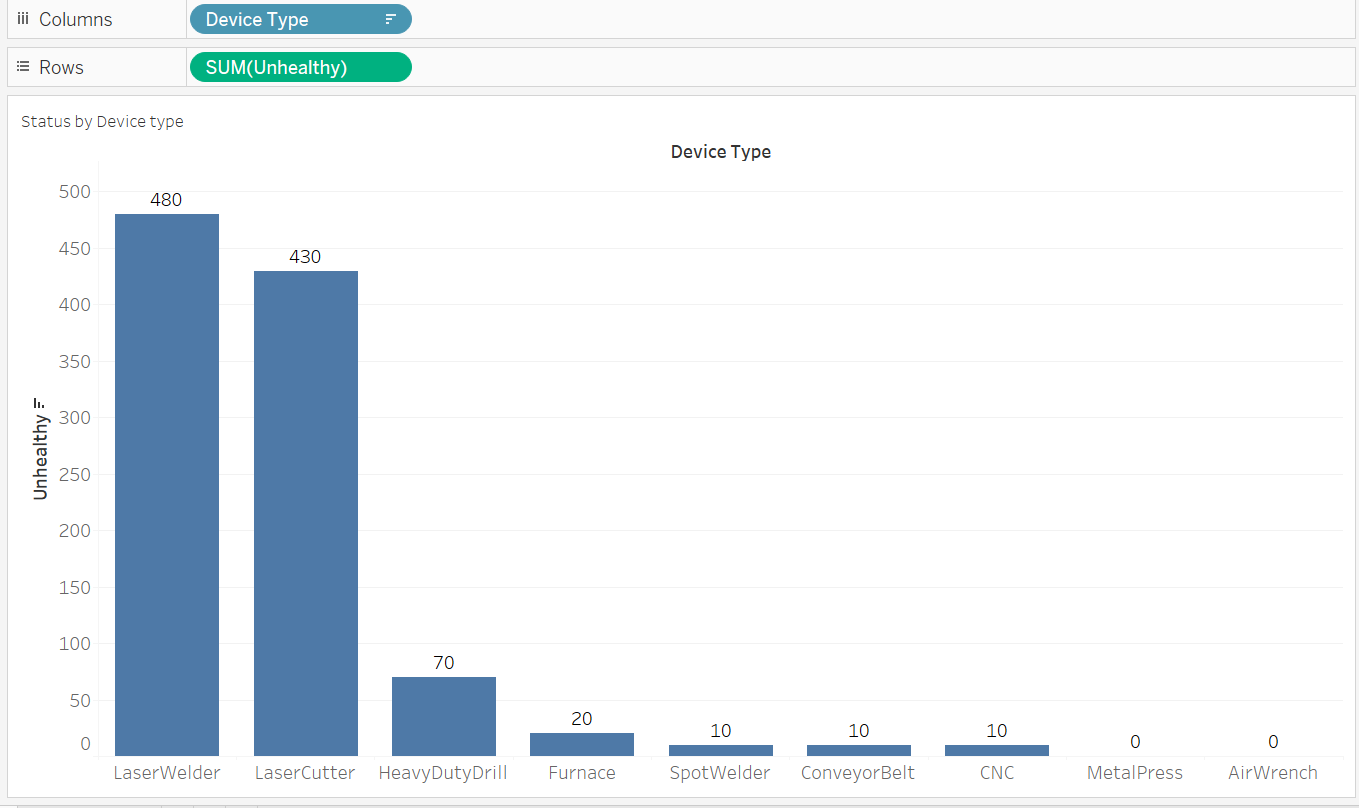 Columns
Device Type
Rows
SUM(Unhealthy)
Status by Device type
Device Type
Unhealthy
500
450
400
350
300
250
200
150
100
50
0
480
430
70
20
10
10
10
0
0
LaserWelder
LaserCutter
HeavyDutyDrill
Furnace
SpotWelder
ConveyorBelt
CNC
MetalPress
AirWrench